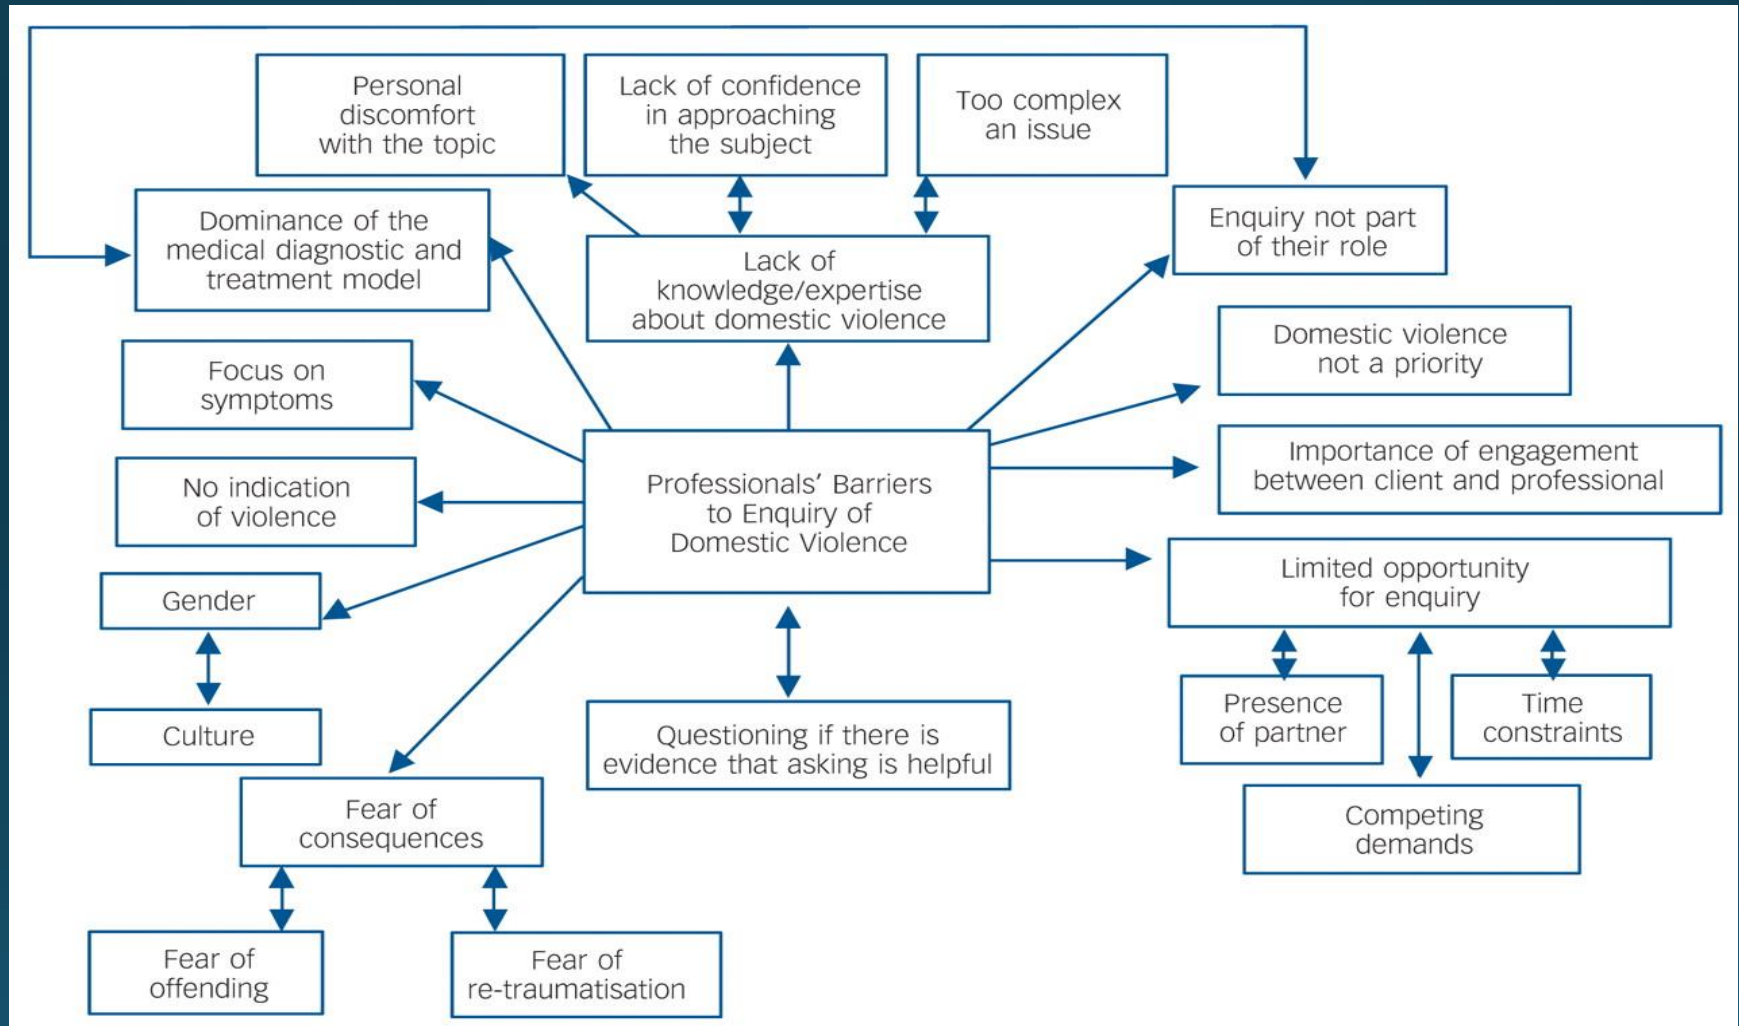 Personal
discomfort
with the topic
Lack of confidence
in approaching
the subject
Too complex
an issue
Dominance of the
medical diagnostic and
treatment model
Enquiry not part
of their role
Lack of
knowledge/expertise
about domestic violence
Domestic violence
not a priority
Focus on
symptoms
Importance of engagement
between client and professional
No indication
of violence
Professionals’ Barriers
to Enquiry of
Domestic Violence
Limited opportunity
for enquiry
Gender
Presence
of partner
Time
constraints
Culture
Questioning if there is
evidence that asking is helpful
Competing
demands
Fear of
consequences
Fear of
offending
Fear of
re-traumatisation